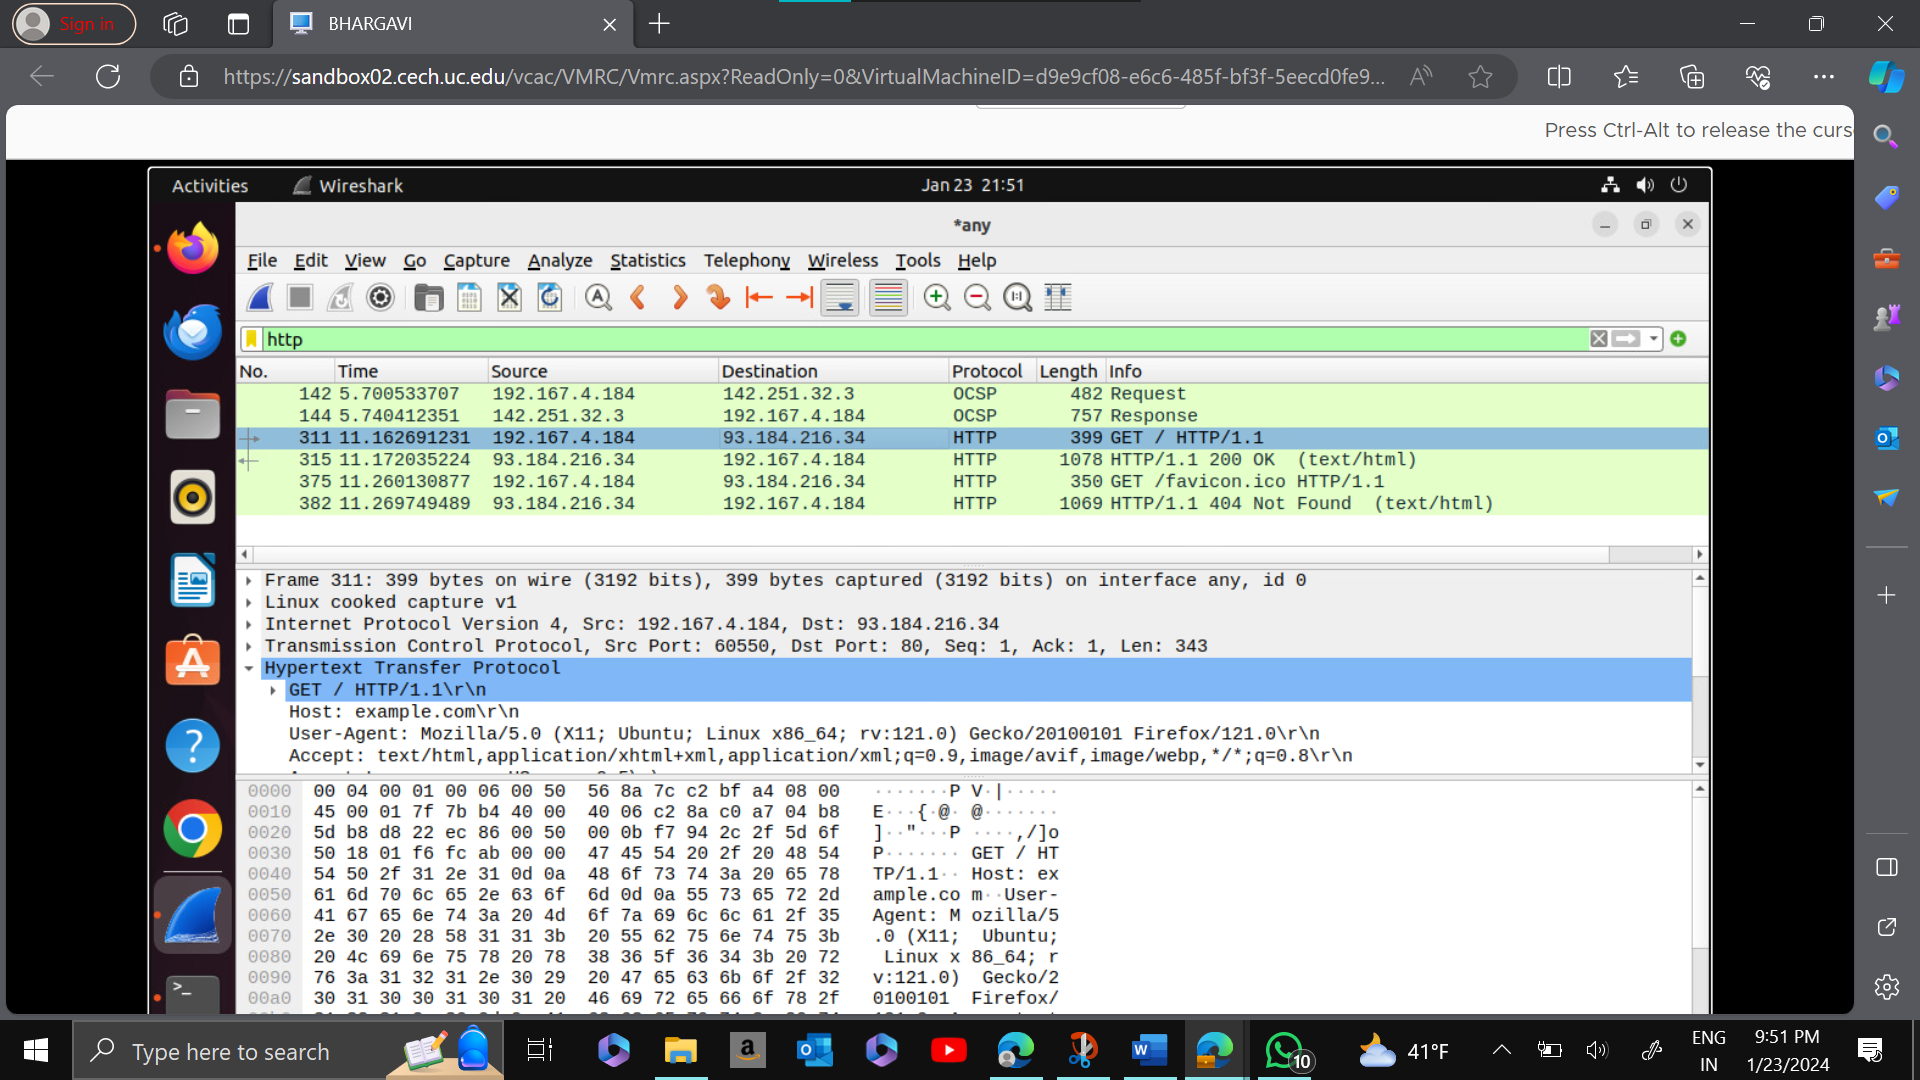 Sign in
BHARGAVI
https://sandbox02.cech.uc.edu/vcac/VMRC/Vmrc.aspx?ReadOnly=0&VirtualMachineID=d9e9cf08-e6c6-485f-bf3f-5eecd0fe9...
Press Ctrl-Alt to release the curs
Activities Wireshark Jan 23 21:51
*any
File Edit View Go Capture Analyze Statistics Telephony Wireless Tools Help
http
No. Time Source Destination Protocol Length Info
142 5.700533707 192.167.4.184 142.251.32.3 OCSP 482 Request
144 5.740412351 142.251.32.3 192.167.4.184 OCSP 757 Response
311 11.162691231 192.167.4.184 93.184.216.34 HTTP 399 GET / HTTP/1.1
315 11.172035224 93.184.216.34 192.167.4.184 HTTP 1078 HTTP/1.1 200 OK (text/html)
375 11.260130877 192.167.4.184 93.184.216.34 HTTP 350 GET /favicon.ico HTTP/1.1
382 11.269749489 93.184.216.34 192.167.4.184 HTTP 1069 HTTP/1.1 404 Not Found (text/html)
Frame 311: 399 bytes on wire (3192 bits), 399 bytes captured (3192 bits) on interface any, id 0
Linux cooked capture v1
Internet Protocol Version 4, Src: 192.167.4.184, Dst: 93.184.216.34
Transmission Control Protocol, Src Port: 60550, Dst Port: 80, Seq: 1, Ack: 1, Len: 343
Hypertext Transfer Protocol
GET / HTTP/1.1\r\n
Host: example.com\r\n
User-Agent: Mozilla/5.0 (X11; Ubuntu; Linux x86_64; rv:121.0) Gecko/20100101 Firefox/121.0\r\n
Accept: text/html,application/xhtml+xml,application/xml;q=0.9,image/avif,image/webp,*/*;q=0.8\r\n
0000 00 04 00 01 00 06 00 50 56 8a 7c c2 bf a4 08 00 ·······P V·|·····
0010 45 00 01 7f 7b b4 40 00 40 06 c2 8a c0 a7 04 b8 E···{·@· @·······
0020 5d b8 d8 22 ec 86 00 50 00 0b f7 94 2c 2f 5d 6f ]··"···P ····,/]o
0030 50 18 01 f6 fc ab 00 00 47 45 54 20 2f 20 48 54 P······· GET / HT
0040 54 50 2f 31 2e 31 0d 0a 48 6f 73 74 3a 20 65 78 TP/1.1·· Host: ex
0050 61 6d 70 6c 65 2e 63 6f 6d 0d 0a 55 73 65 72 2d ample.co m··User-
0060 41 67 65 6e 74 3a 20 4d 6f 7a 69 6c 6c 61 2f 35 Agent: M ozilla/5
0070 2e 30 20 28 58 31 31 3b 20 55 62 75 6e 74 75 3b .0 (X11; Ubuntu;
0080 20 4c 69 6e 75 78 20 78 38 36 5f 36 34 3b 20 72 Linux x 86_64; r
0090 76 3a 31 32 31 2e 30 29 20 47 65 63 6b 6f 2f 32 v:121.0) Gecko/2
00a0 30 31 30 30 31 30 31 20 46 69 72 65 66 6f 78 2f 0100101 Firefox/
Type here to search
10
41°F
ENG
IN
9:51 PM
1/23/2024